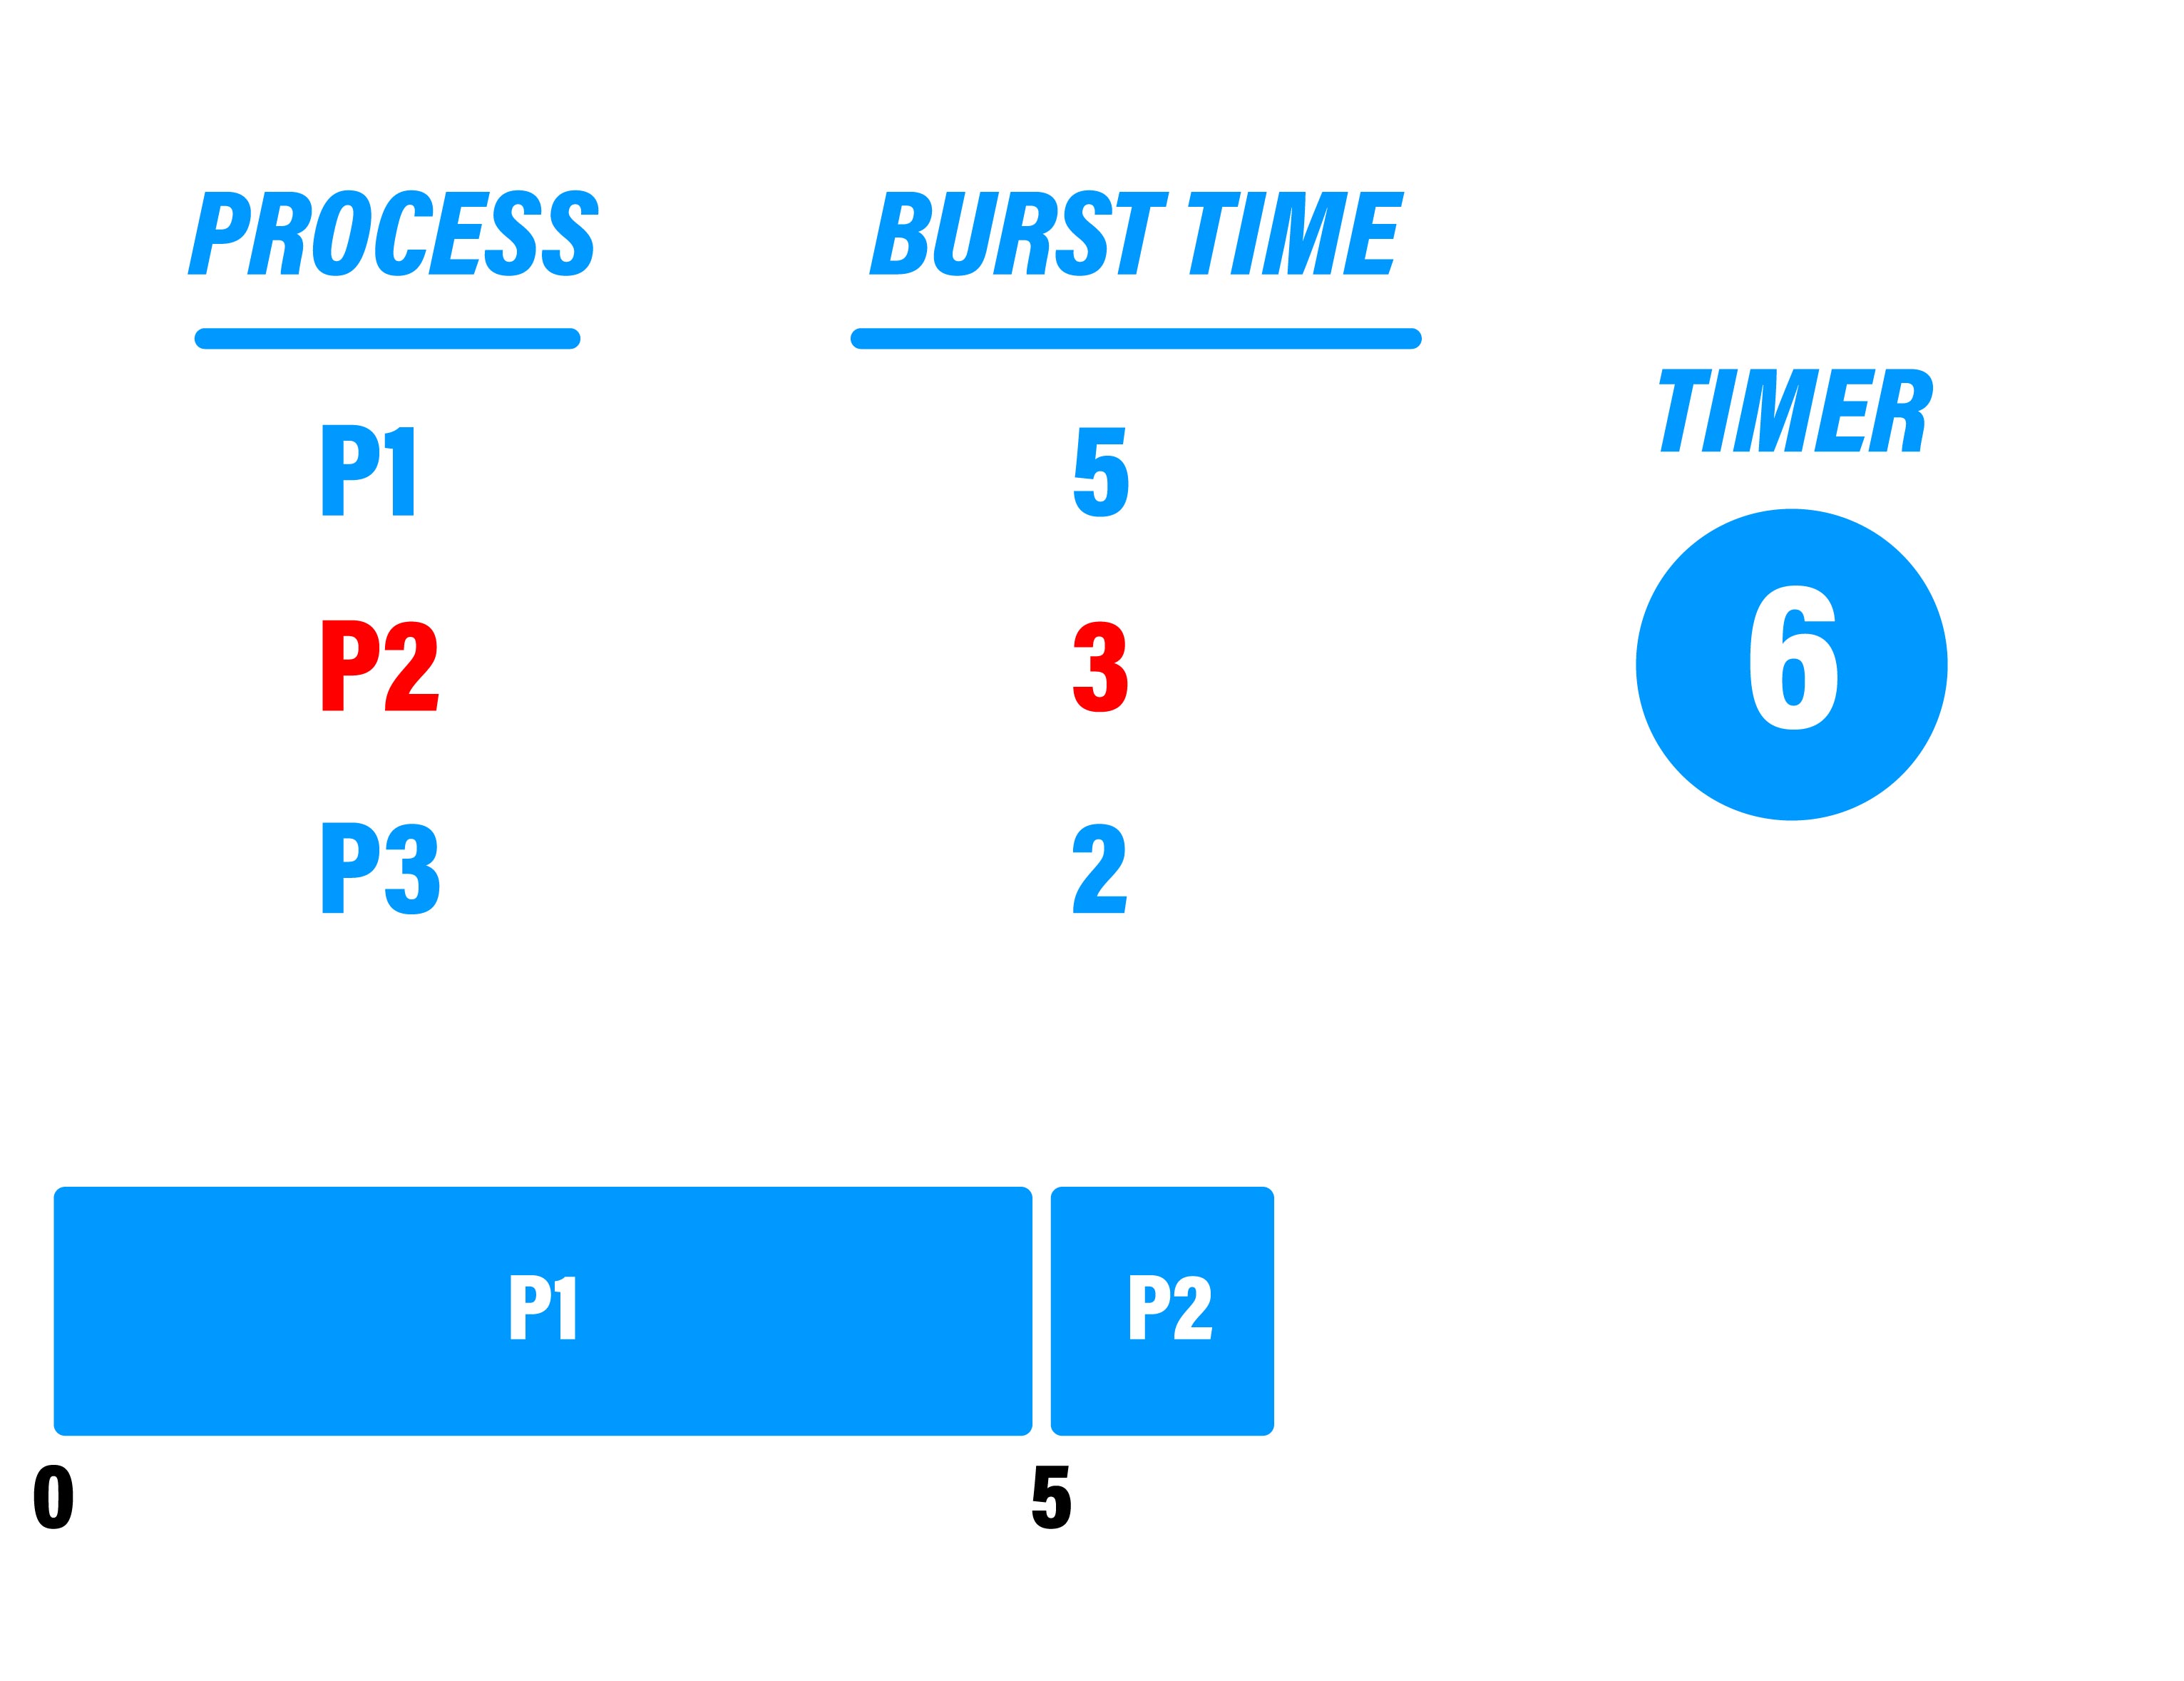 PROCESS BURST TIME
TIMER
P1 5
6
P2 3
P3 2
P1 P2
0 5